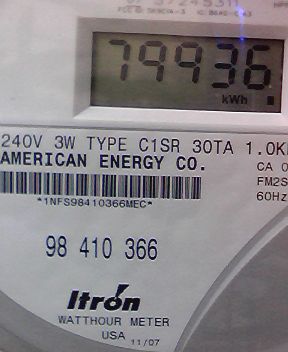 79936
kWh
240V 3W TYPE C1SR 30TA 1.0K
AMERICAN ENERGY CO.
CA 0
FM2S
60Hz
*1NFS98410366MEC*
98 410 366
Itron
WATTHOUR METER
USA 11/07